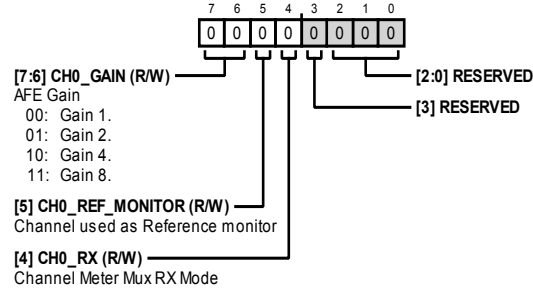 7 6 5 4 3 2 1 0
0 0 0 0 0 0 0 0
[7:6] CH0_GAIN (R/W)
AFE Gain
00: Gain 1.
01: Gain 2.
10: Gain 4.
11: Gain 8.
[5] CH0_REF_MONITOR (R/W)
Channel used as Reference monitor
[4] CH0_RX (R/W)
Channel Meter Mux RX Mode
[2:0] RESERVED
[3] RESERVED